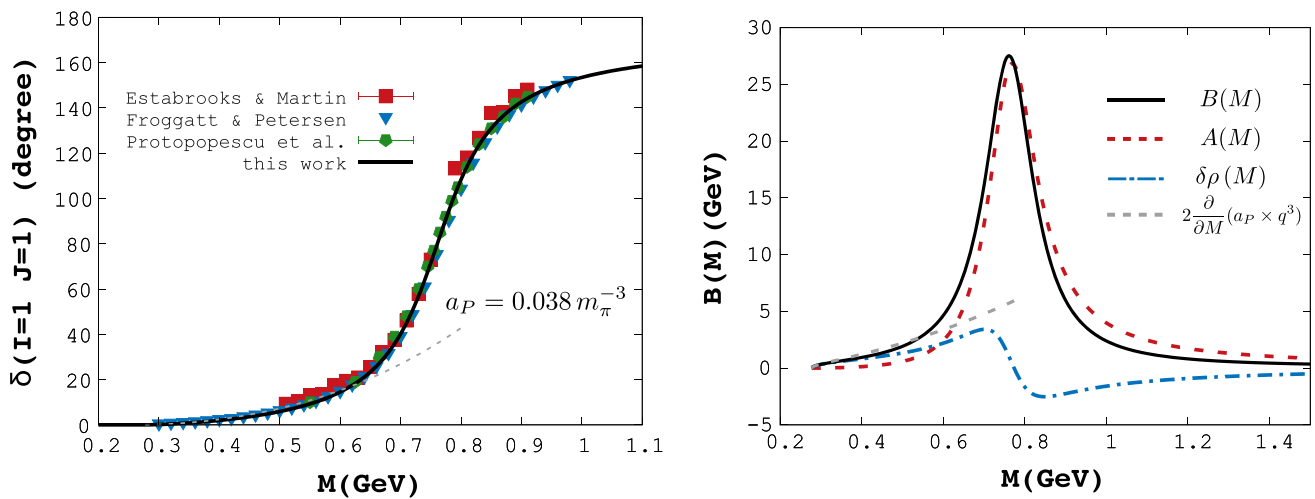 180
160
140
120
100
80
60
40
20
0
δ(I=1 J=1) (degree)
Estabrooks & Martin
Froggatt & Petersen
Protopopescu et al.
this work
a_P = 0.038 m_π^{-3}
0.2 0.3 0.4 0.5 0.6 0.7 0.8 0.9 1 1.1
M(GeV)
30
25
20
15
10
5
0
−5
B(M)(GeV)
B(M)
A(M)
δρ(M)
2 ∂/∂M (a_P × q^3)
0.2 0.4 0.6 0.8 1 1.2 1.4
M(GeV)